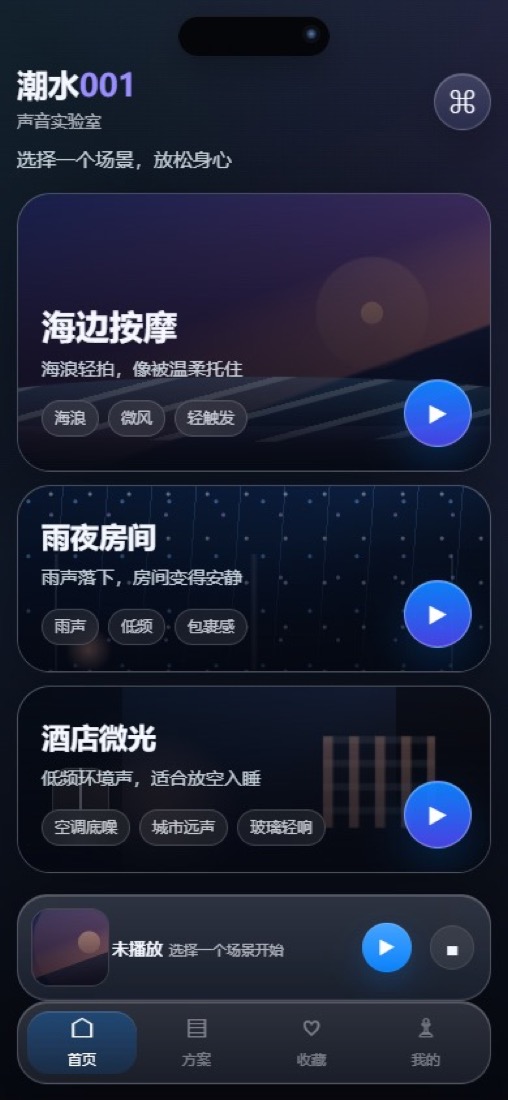 潮水001
声音实验室
选择一个场景，放松身心
海边按摩
海浪轻拍，像被温柔托住
海浪 微风 轻触发
雨夜房间
雨声落下，房间变得安静
雨声 低频 包裹感
酒店微光
低频环境声，适合放空入睡
空调底噪 城市远声 玻璃轻响
未播放 选择一个场景开始
首页 方案 收藏 我的